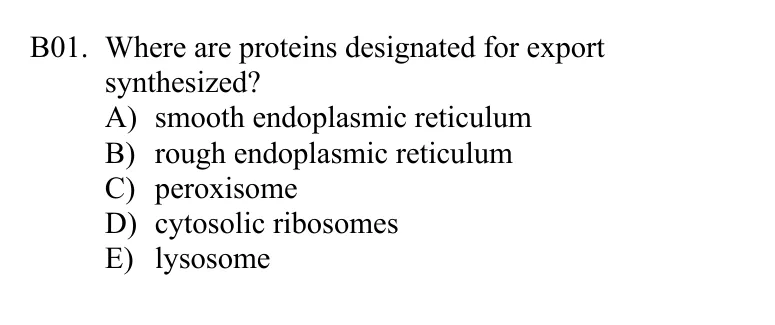 B01. Where are proteins designated for export
synthesized?
A) smooth endoplasmic reticulum
B) rough endoplasmic reticulum
C) peroxisome
D) cytosolic ribosomes
E) lysosome